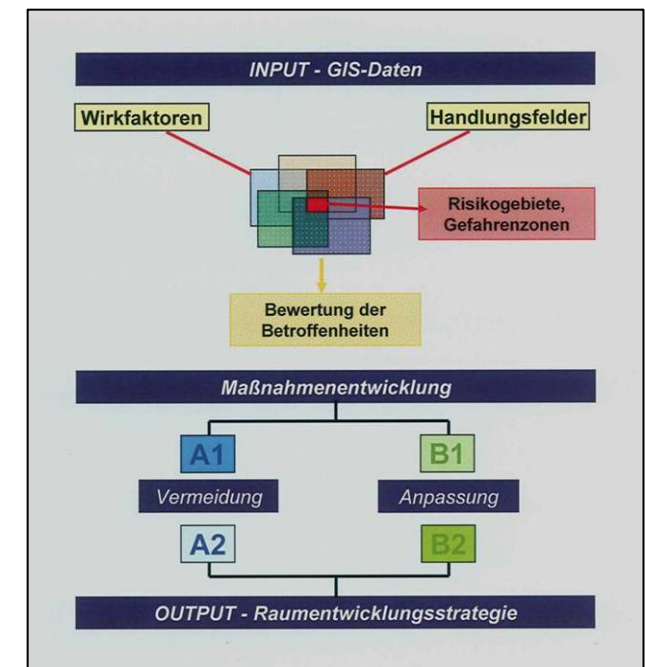 INPUT - GIS-Daten
Wirkfaktoren
Handlungsfelder
Risikogebiete,
Gefahrenzonen
Bewertung der
Betroffenheiten
Maßnahmenentwicklung
A1
B1
Vermeidung
Anpassung
A2
B2
OUTPUT - Raumentwicklungsstrategie